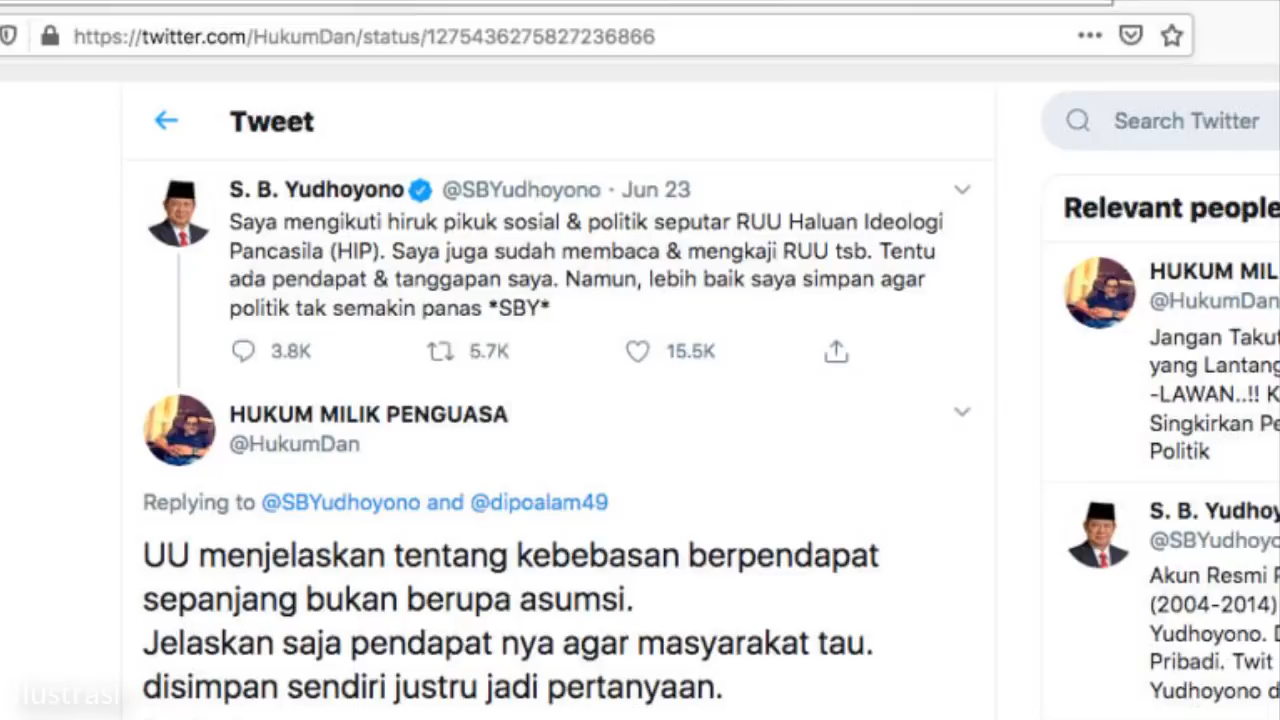 https://twitter.com/HukumDan/status/1275436275827236866
Tweet
Search Twitter
S. B. Yudhoyono @SBYudhoyono · Jun 23
Saya mengikuti hiruk pikuk sosial & politik seputar RUU Haluan Ideologi
Pancasila (HIP). Saya juga sudah membaca & mengkaji RUU tsb. Tentu
ada pendapat & tanggapan saya. Namun, lebih baik saya simpan agar
politik tak semakin panas *SBY*
3.8K 5.7K 15.5K
HUKUM MILIK PENGUASA
@HukumDan
Replying to @SBYudhoyono and @dipoalam49
UU menjelaskan tentang kebebasan berpendapat
sepanjang bukan berupa asumsi.
Jelaskan saja pendapat nya agar masyarakat tau.
disimpan sendiri justru jadi pertanyaan.
Relevant people
HUKUM MIL
@HukumDan
Jangan Takut
yang Lantang
-LAWAN..!! K
Singkirkan Pe
Politik
S. B. Yudhoy
@SBYudhoyo
Akun Resmi P
(2004-2014)
Yudhoyono. D
Pribadi. Twit
Yudhoyono d
lustrasi